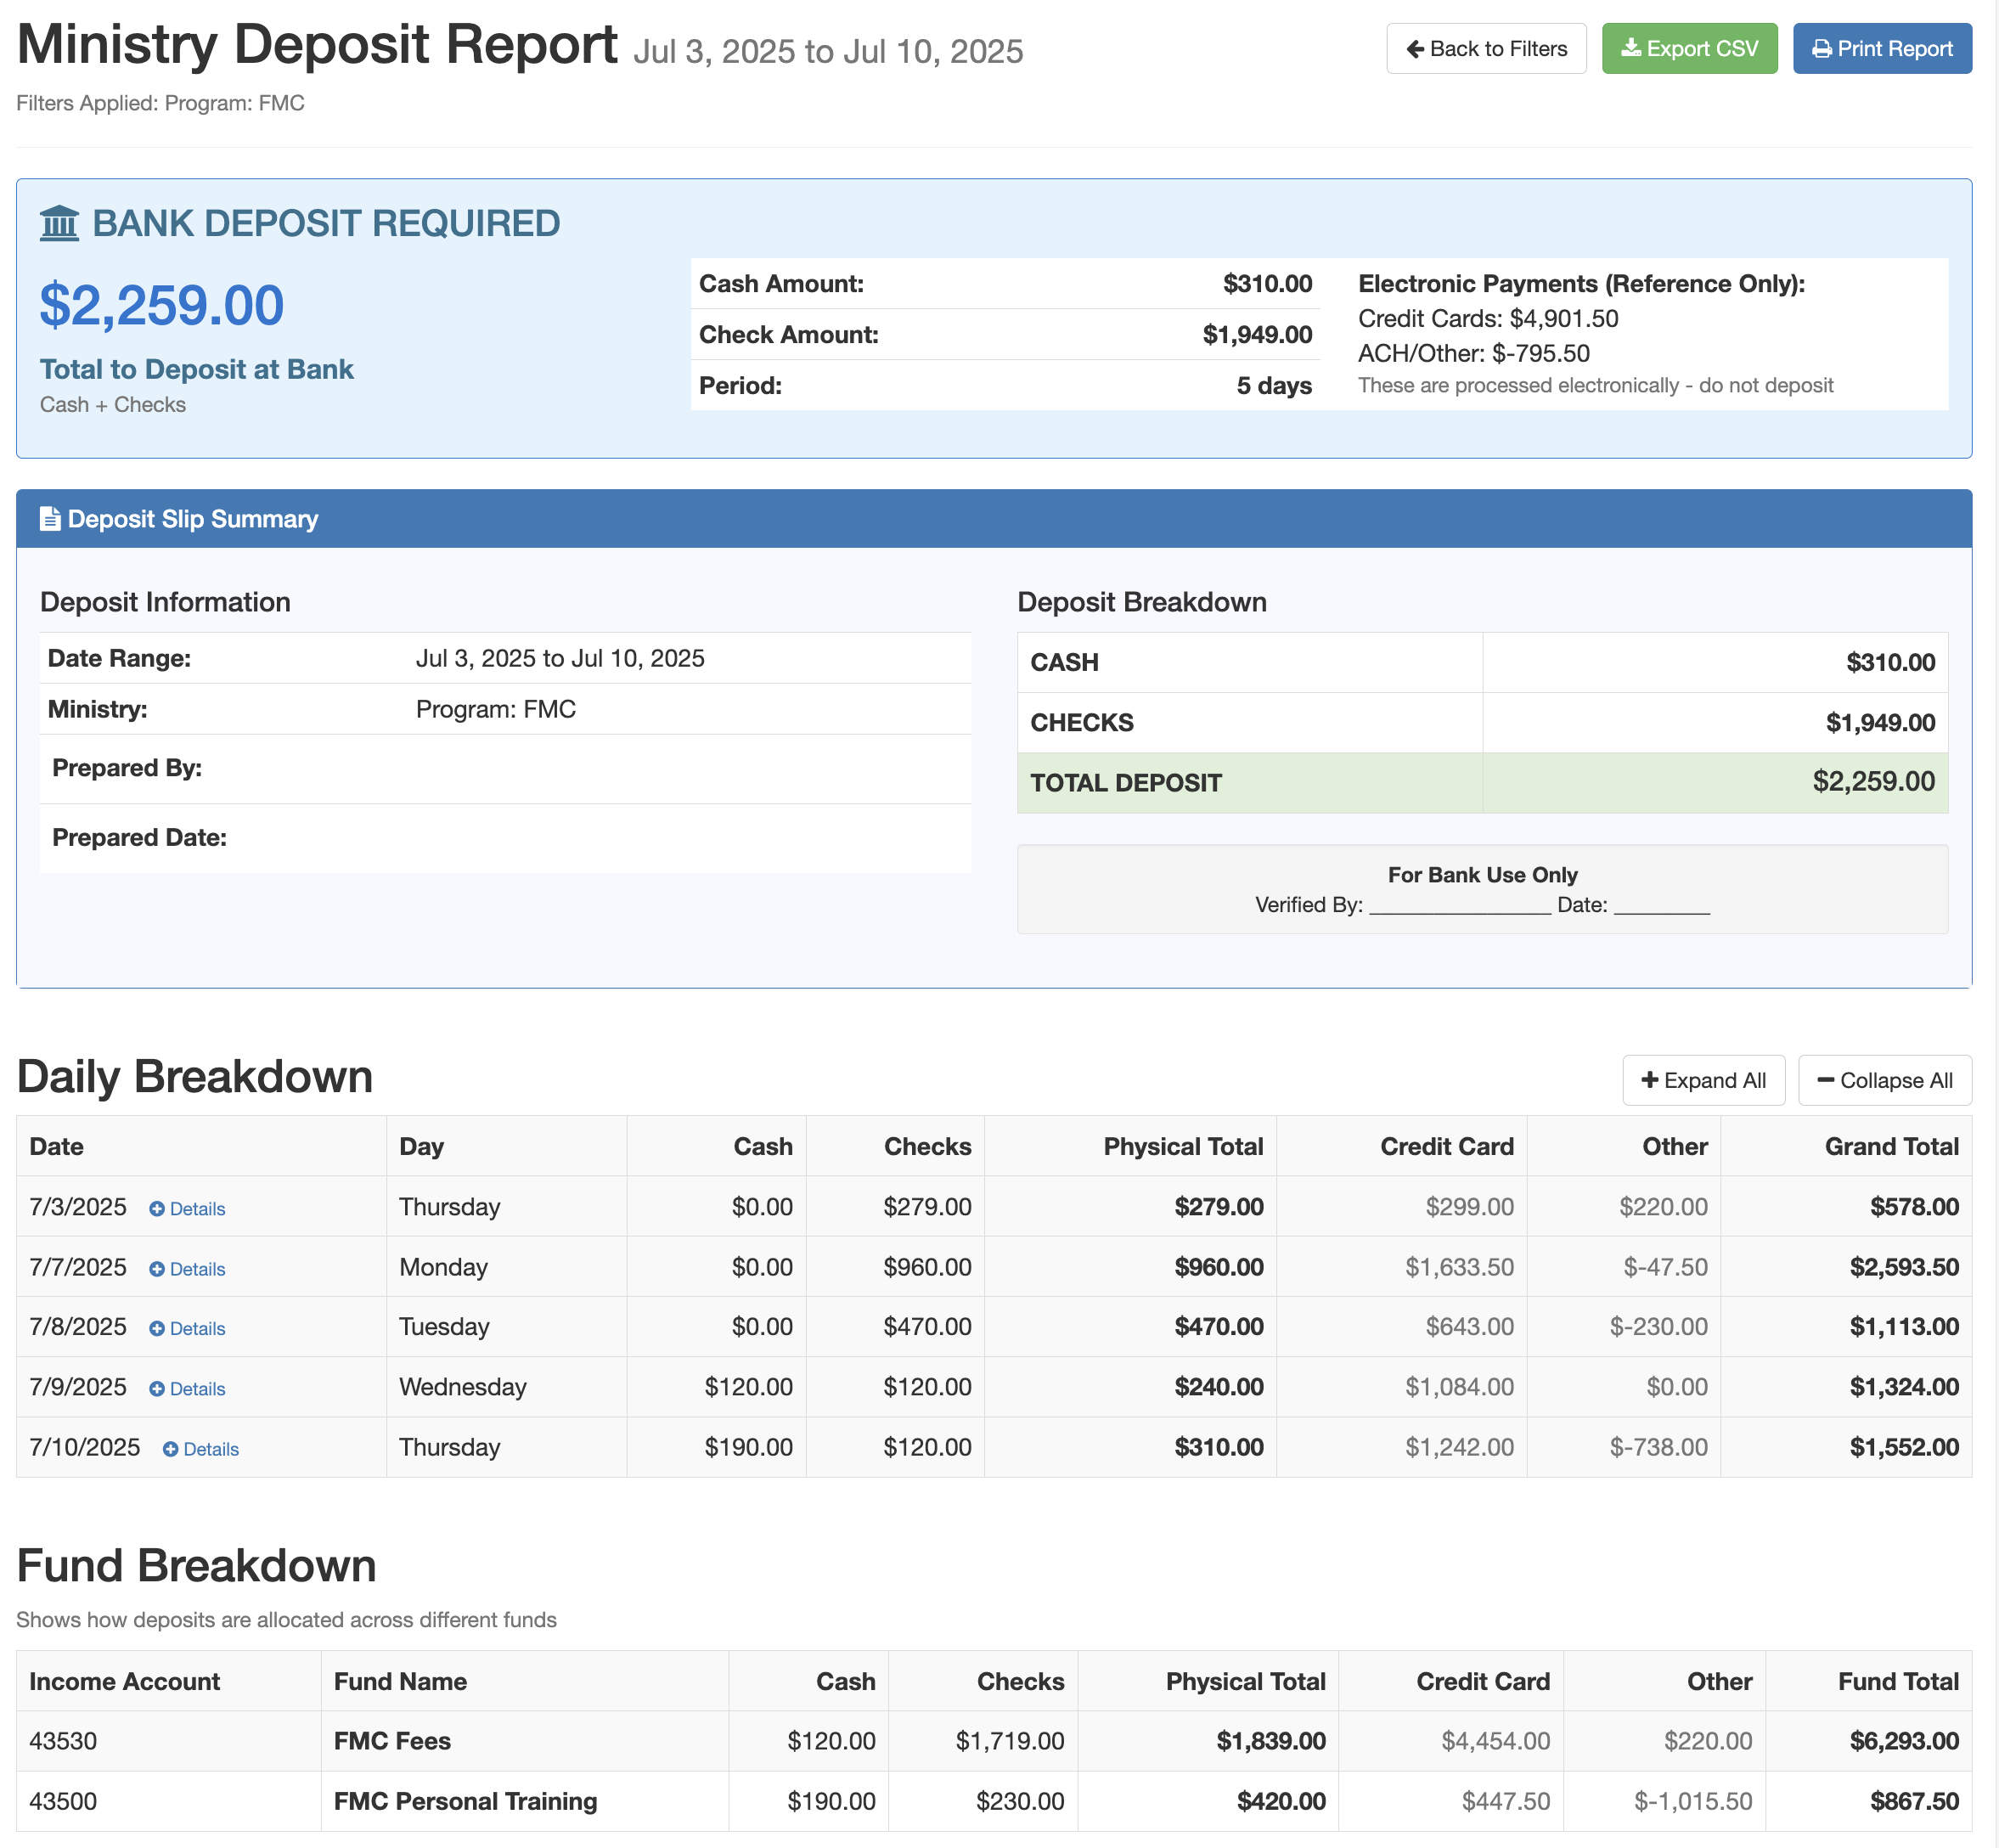 Ministry Deposit Report Jul 3, 2025 to Jul 10, 2025
Back to Filters
Export CSV
Print Report
Filters Applied: Program: FMC
BANK DEPOSIT REQUIRED
$2,259.00
Total to Deposit at Bank
Cash + Checks
Cash Amount: $310.00
Check Amount: $1,949.00
Period: 5 days
Electronic Payments (Reference Only):
Credit Cards: $4,901.50
ACH/Other: $-795.50
These are processed electronically - do not deposit
Deposit Slip Summary
Deposit Information
Date Range: Jul 3, 2025 to Jul 10, 2025
Ministry: Program: FMC
Prepared By:
Prepared Date:
Deposit Breakdown
CASH $310.00
CHECKS $1,949.00
TOTAL DEPOSIT $2,259.00
For Bank Use Only
Verified By: _________________ Date: _________
Daily Breakdown
Expand All
Collapse All
Date Day Cash Checks Physical Total Credit Card Other Grand Total
7/3/2025 Details Thursday $0.00 $279.00 $279.00 $299.00 $220.00 $578.00
7/7/2025 Details Monday $0.00 $960.00 $960.00 $1,633.50 $-47.50 $2,593.50
7/8/2025 Details Tuesday $0.00 $470.00 $470.00 $643.00 $-230.00 $1,113.00
7/9/2025 Details Wednesday $120.00 $120.00 $240.00 $1,084.00 $0.00 $1,324.00
7/10/2025 Details Thursday $190.00 $120.00 $310.00 $1,242.00 $-738.00 $1,552.00
Fund Breakdown
Shows how deposits are allocated across different funds
Income Account Fund Name Cash Checks Physical Total Credit Card Other Fund Total
43530 FMC Fees $120.00 $1,719.00 $1,839.00 $4,454.00 $220.00 $6,293.00
43500 FMC Personal Training $190.00 $230.00 $420.00 $447.50 $-1,015.50 $867.50